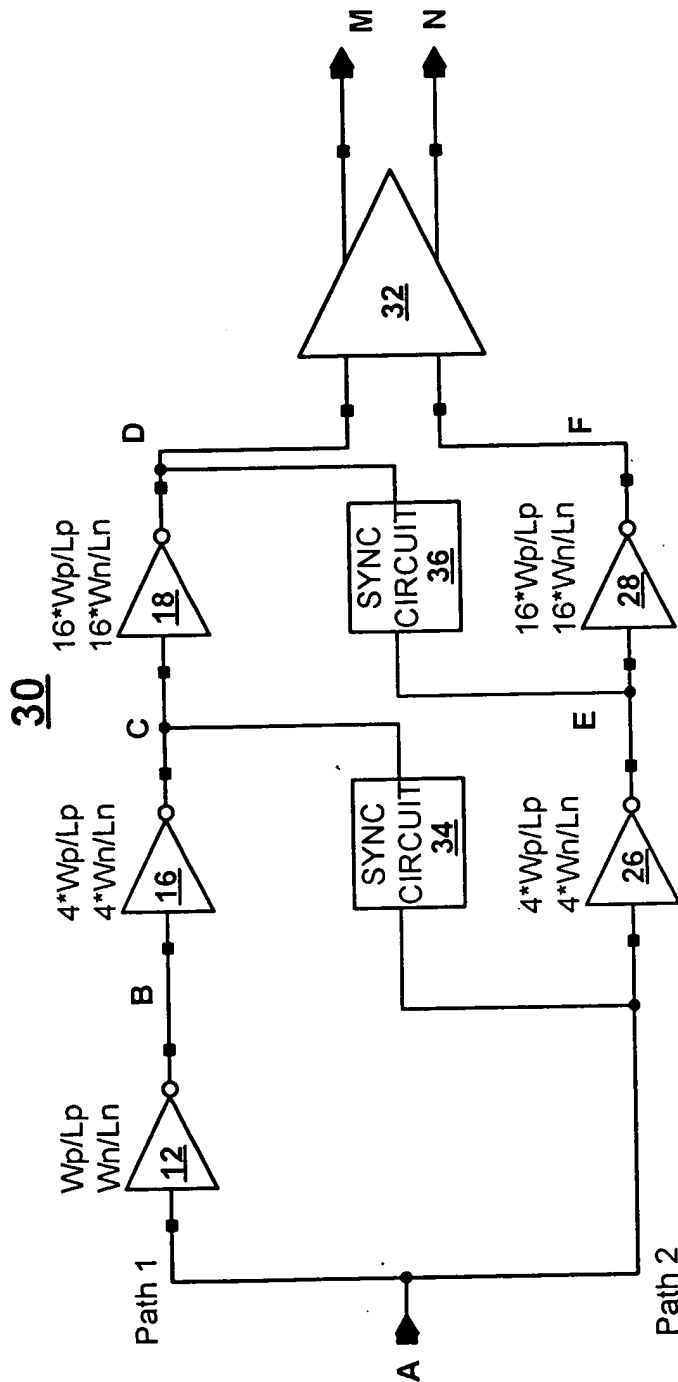 30
Path 1
Wp/Lp
Wn/Ln
12
B
4*Wp/Lp
4*Wn/Ln
16
C
16*Wp/Lp
16*Wn/Ln
18
D
A
SYNC
CIRCUIT
34
SYNC
CIRCUIT
36
32
M
N
Path 2
4*Wp/Lp
4*Wn/Ln
26
E
16*Wp/Lp
16*Wn/Ln
28
F